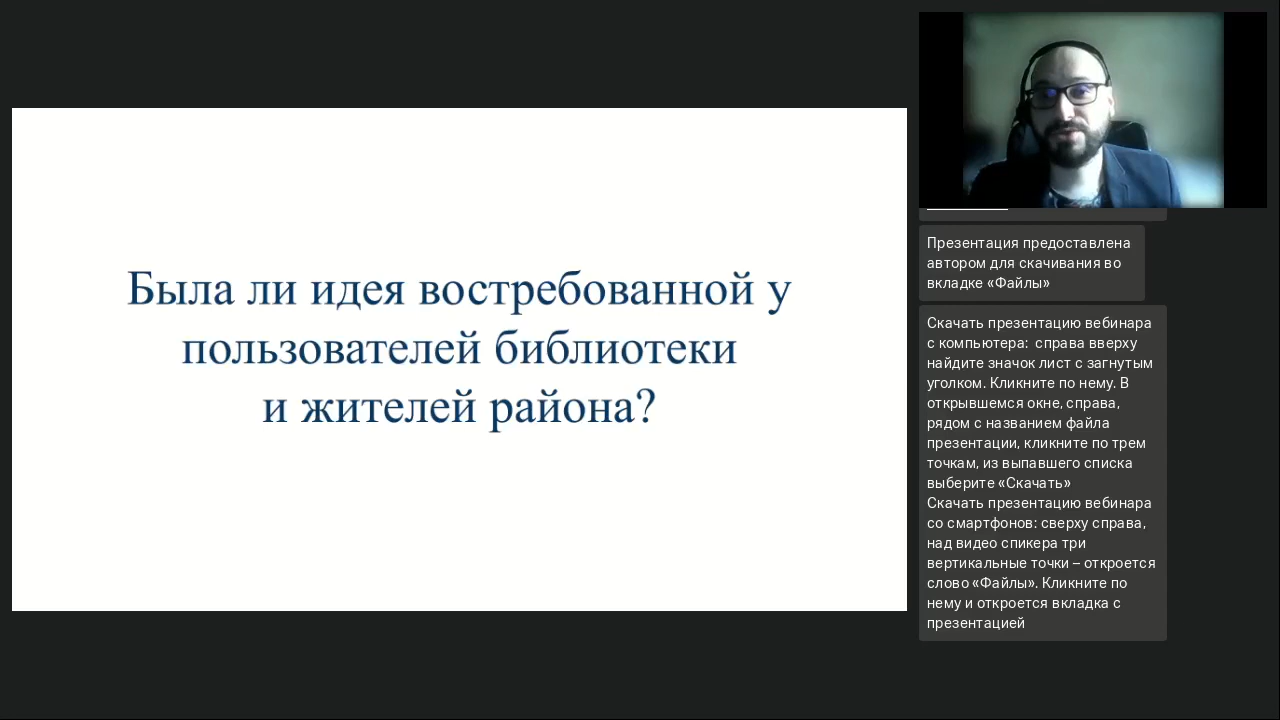 Была ли идея востребованной у
пользователей библиотеки
и жителей района?
Презентация предоставлена
автором для скачивания во
вкладке «Файлы»
Скачать презентацию вебинара
с компьютера: справа вверху
найдите значок лист с загнутым
уголком. Кликните по нему. В
открывшемся окне, справа,
рядом с названием файла
презентации, кликните по трем
точкам, из выпавшего списка
выберите «Скачать»
Скачать презентацию вебинара
со смартфонов: сверху справа,
над видео спикера три
вертикальные точки – откроется
слово «Файлы». Кликните по
нему и откроется вкладка с
презентацией